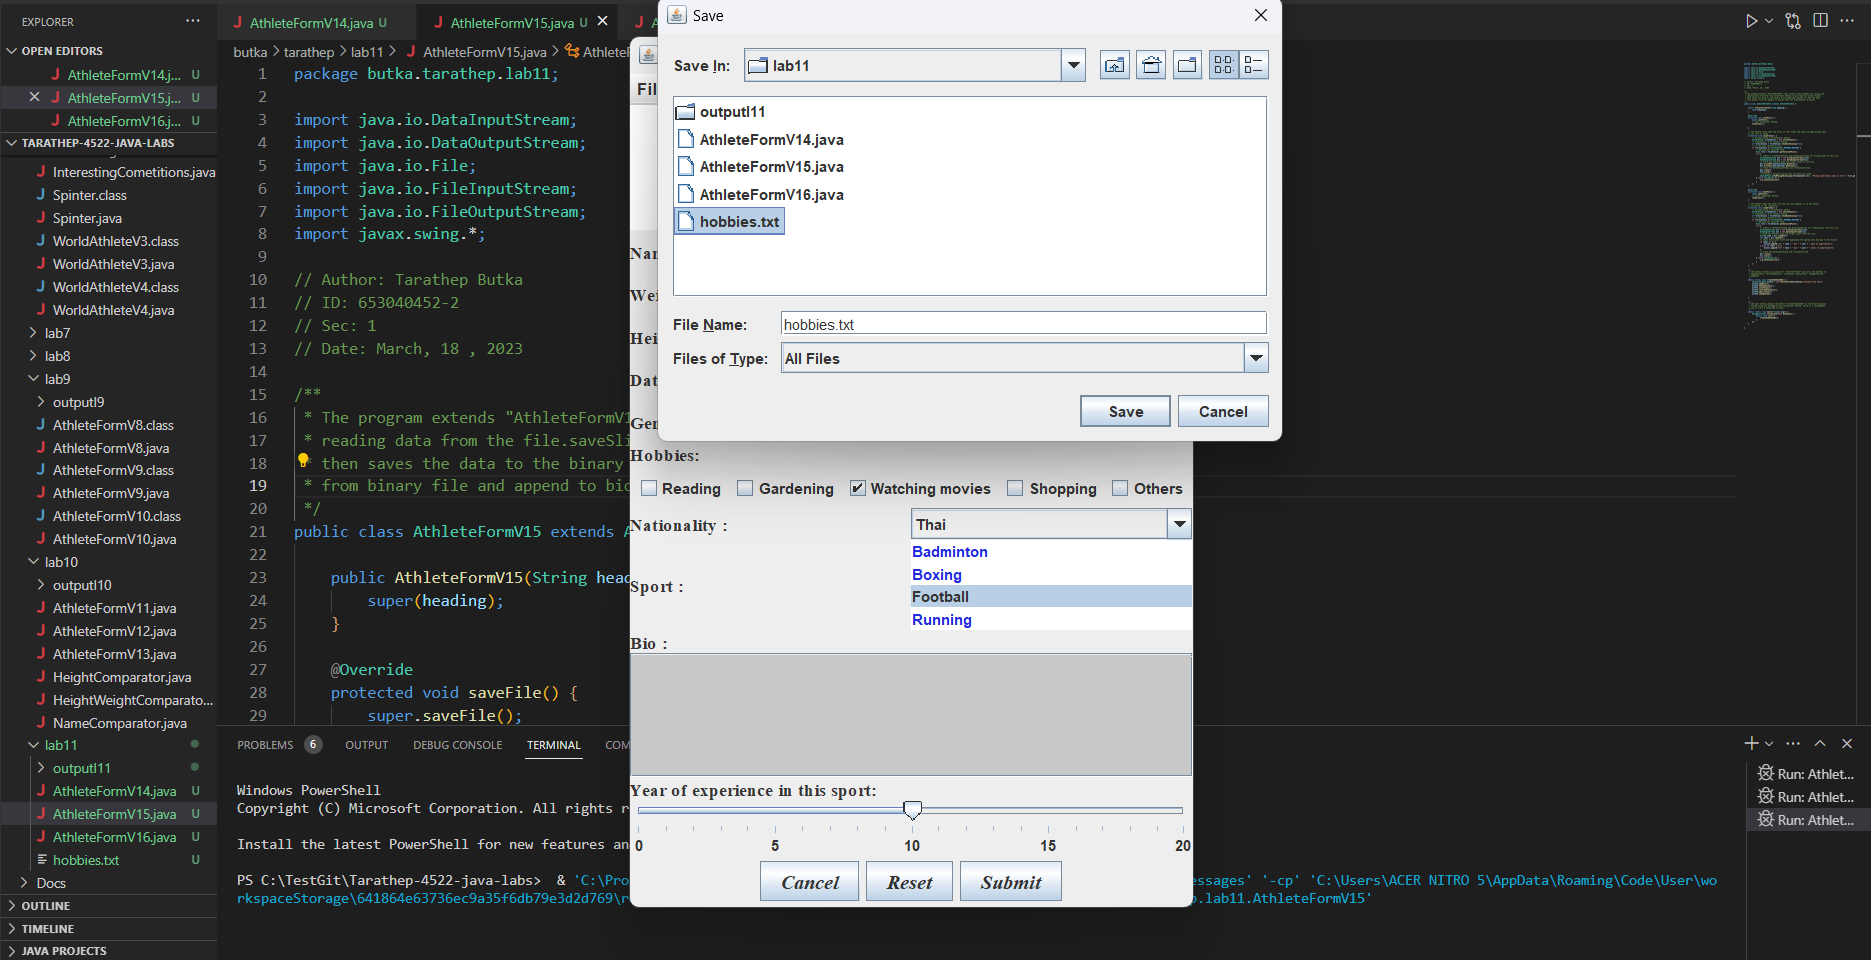 EXPLORER
OPEN EDITORS
AthleteFormV14.j... U
AthleteFormV15.j... U
AthleteFormV16.j... U
TARATHEP-4522-JAVA-LABS
InterestingCometitions.java
Spinter.class
Spinter.java
WorldAthleteV3.class
WorldAthleteV3.java
WorldAthleteV4.class
WorldAthleteV4.java
lab7
lab8
lab9
outputl9
AthleteFormV8.class
AthleteFormV8.java
AthleteFormV9.class
AthleteFormV9.java
AthleteFormV10.class
AthleteFormV10.java
lab10
outputl10
AthleteFormV11.java
AthleteFormV12.java
AthleteFormV13.java
HeightComparator.java
HeightWeightComparato...
NameComparator.java
lab11
outputl11
AthleteFormV14.java U
AthleteFormV15.java U
AthleteFormV16.java U
hobbies.txt U
Docs
OUTLINE
TIMELINE
JAVA PROJECTS
AthleteFormV14.java U
AthleteFormV15.java U
butka > tarathep > lab11 > AthleteFormV15.java > AthleteF
1 package butka.tarathep.lab11;
2
3 import java.io.DataInputStream;
4 import java.io.DataOutputStream;
5 import java.io.File;
6 import java.io.FileInputStream;
7 import java.io.FileOutputStream;
8 import javax.swing.*;
9
10 // Author: Tarathep Butka
11 // ID: 653040452-2
12 // Sec: 1
13 // Date: March, 18 , 2023
14
15 /**
16 * The program extends "AthleteFormV1
17 * reading data from the file.saveSli
18 * then saves the data to the binary
19 * from binary file and append to bio
20 */
21 public class AthleteFormV15 extends A
22
23 public AthleteFormV15(String head
24 super(heading);
25 }
26
27 @Override
28 protected void saveFile() {
29 super.saveFile();
Save
Save In: lab11
outputl11
AthleteFormV14.java
AthleteFormV15.java
AthleteFormV16.java
hobbies.txt
File Name: hobbies.txt
Files of Type: All Files
Save Cancel
Fil
Nan
Wei
Hei
Dat
Gen
Hobbies:
Reading Gardening Watching movies Shopping Others
Nationality : Thai
Badminton
Boxing
Sport : Football
Running
Bio :
Year of experience in this sport:
0 5 10 15 20
Cancel Reset Submit
PROBLEMS 6 OUTPUT DEBUG CONSOLE TERMINAL COM
Windows PowerShell
Copyright (C) Microsoft Corporation. All rights r
Install the latest PowerShell for new features an
PS C:\TestGit\Tarathep-4522-java-labs> & 'C:\Pro essages' '-cp' 'C:\Users\ACER NITRO 5\AppData\Roaming\Code\User\wo
rkspaceStorage\641864e63736ec9a35f6db79e3d2d769\r .lab11.AthleteFormV15'
Run: Athlet...
Run: Athlet...
Run: Athlet...